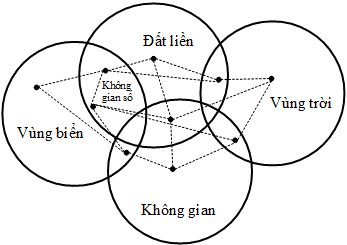 Đất liền
Không
gian số
Vùng trời
Vùng biển
Không gian